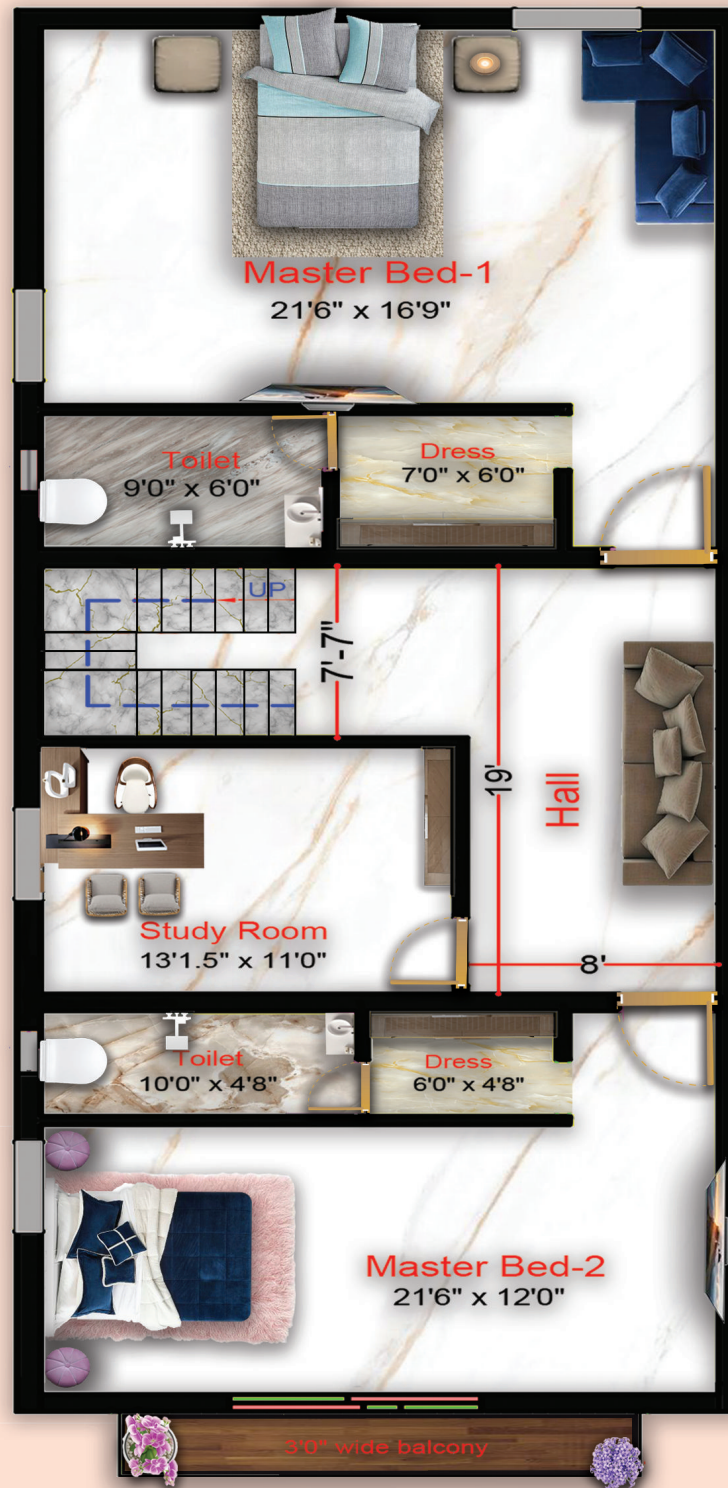 Master Bed-1
21'6" x 16'9"
Toilet
9'0" x 6'0"
Dress
7'0" x 6'0"
UP
7'-7"
19'
Hall
Study Room
13'1.5" x 11'0"
8'
Toilet
10'0" x 4'8"
Dress
6'0" x 4'8"
Master Bed-2
21'6" x 12'0"
3'0" wide balcony